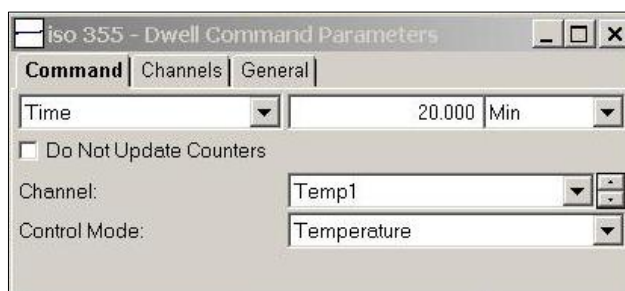 iso 355 - Dwell Command Parameters
Command Channels General
Time 20.000 Min
Do Not Update Counters
Channel: Temp1
Control Mode: Temperature